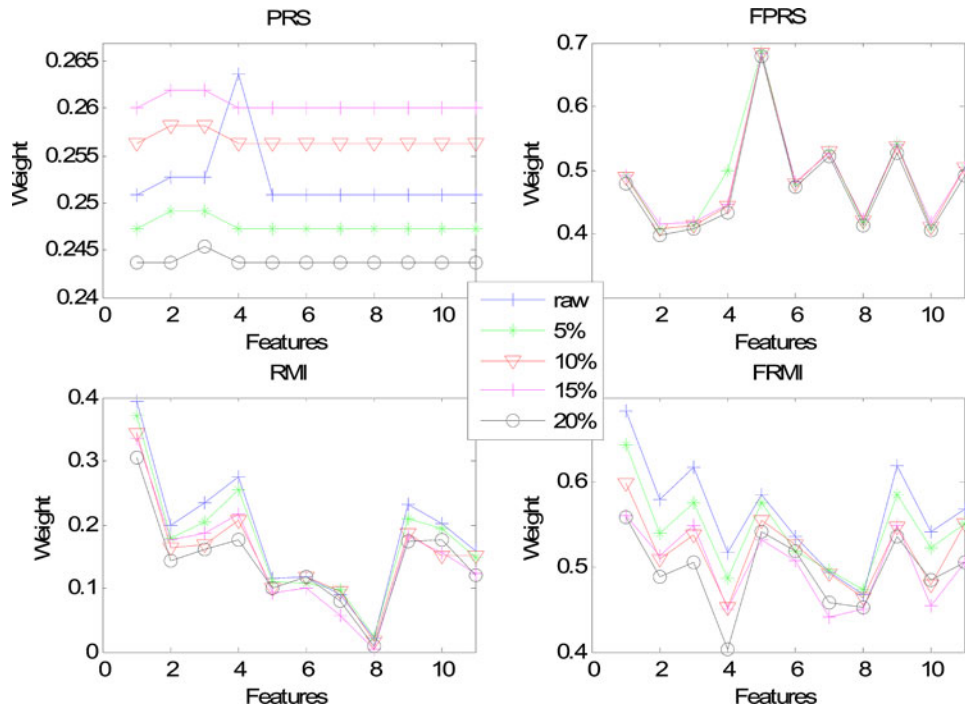 PRS
0.265
0.26
0.255
0.25
0.245
0.24
Weight
0 2 4 6 8 10
Features
FPRS
0.7
0.6
0.5
0.4
Weight
0 2 4 6 8 10
Features
raw
5%
10%
15%
20%
RMI
0.4
0.3
0.2
0.1
0
Weight
0 2 4 6 8 10
Features
FRMI
0.6
0.5
0.4
Weight
0 2 4 6 8 10
Features